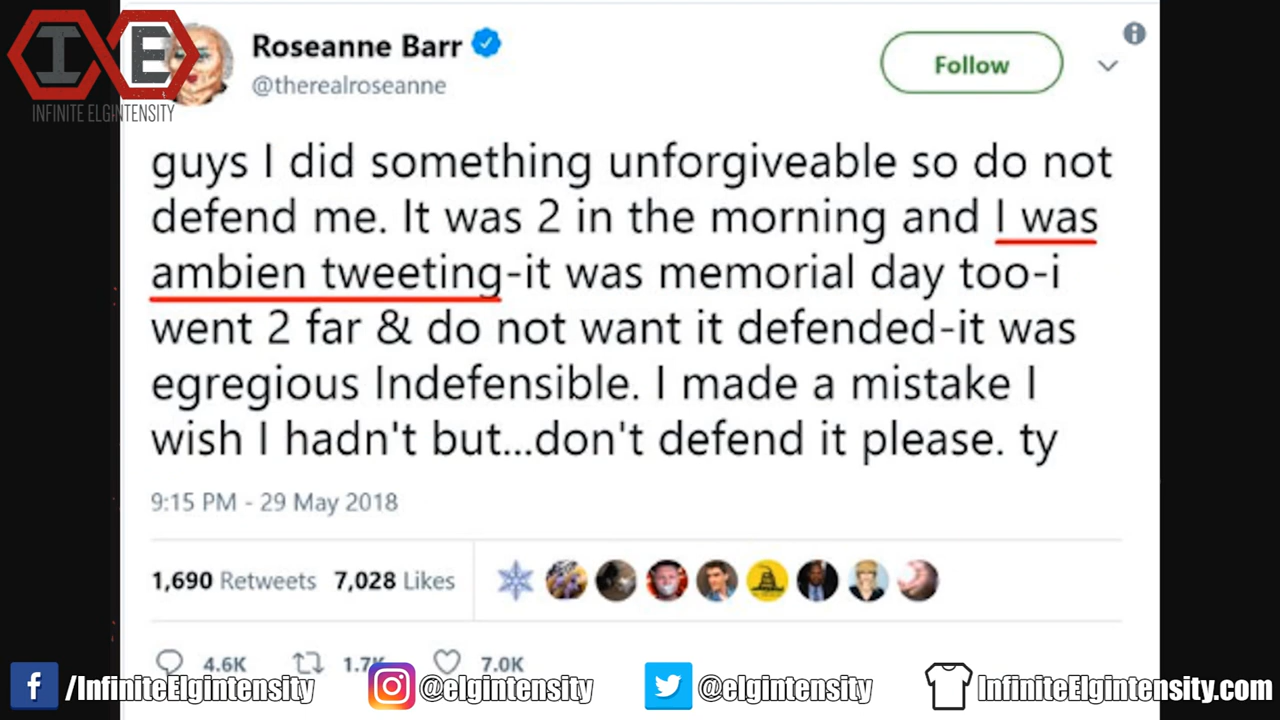 IE
INFINITE ELGINTENSITY
Roseanne Barr
@therealroseanne
Follow
guys I did something unforgiveable so do not
defend me. It was 2 in the morning and I was
ambien tweeting-it was memorial day too-i
went 2 far & do not want it defended-it was
egregious Indefensible. I made a mistake I
wish I hadn't but...don't defend it please. ty
9:15 PM - 29 May 2018
1,690 Retweets 7,028 Likes
4.6K 1.7K 7.0K
f /InfiniteElgintensity @elgintensity @elgintensity InfiniteElgintensity.com